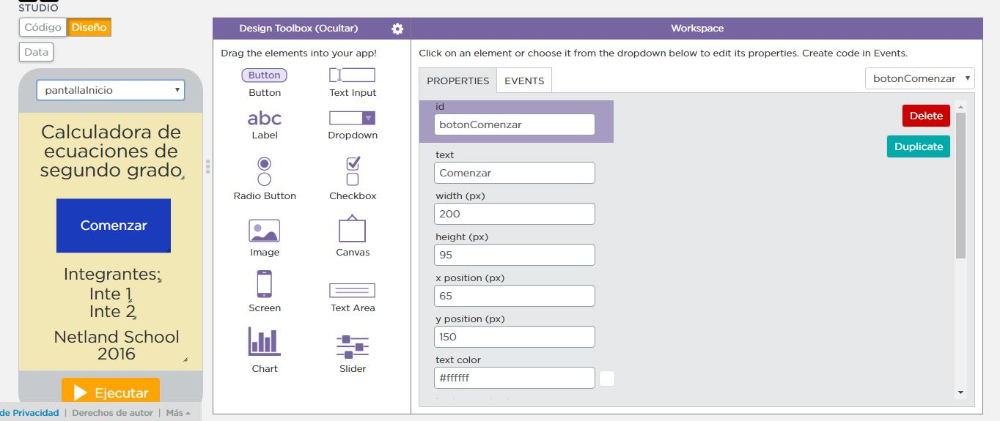 STUDIO
Código Diseño
Data
pantallaInicio
Calculadora de
ecuaciones de
segundo grado
Comenzar
Integrantes:
Inte 1
Inte 2
Netland School
2016
Ejecutar
de Privacidad | Derechos de autor | Más
Design Toolbox (Ocultar)
Drag the elements into your app!
Button
Button Text Input
abc
Label Dropdown
Radio Button Checkbox
Image Canvas
Screen Text Area
Chart Slider
Workspace
Click on an element or choose it from the dropdown below to edit its properties. Create code in Events.
PROPERTIES EVENTS
botonComenzar
id
botonComenzar
Delete
Duplicate
text
Comenzar
width (px)
200
height (px)
95
x position (px)
65
y position (px)
150
text color
#ffffff